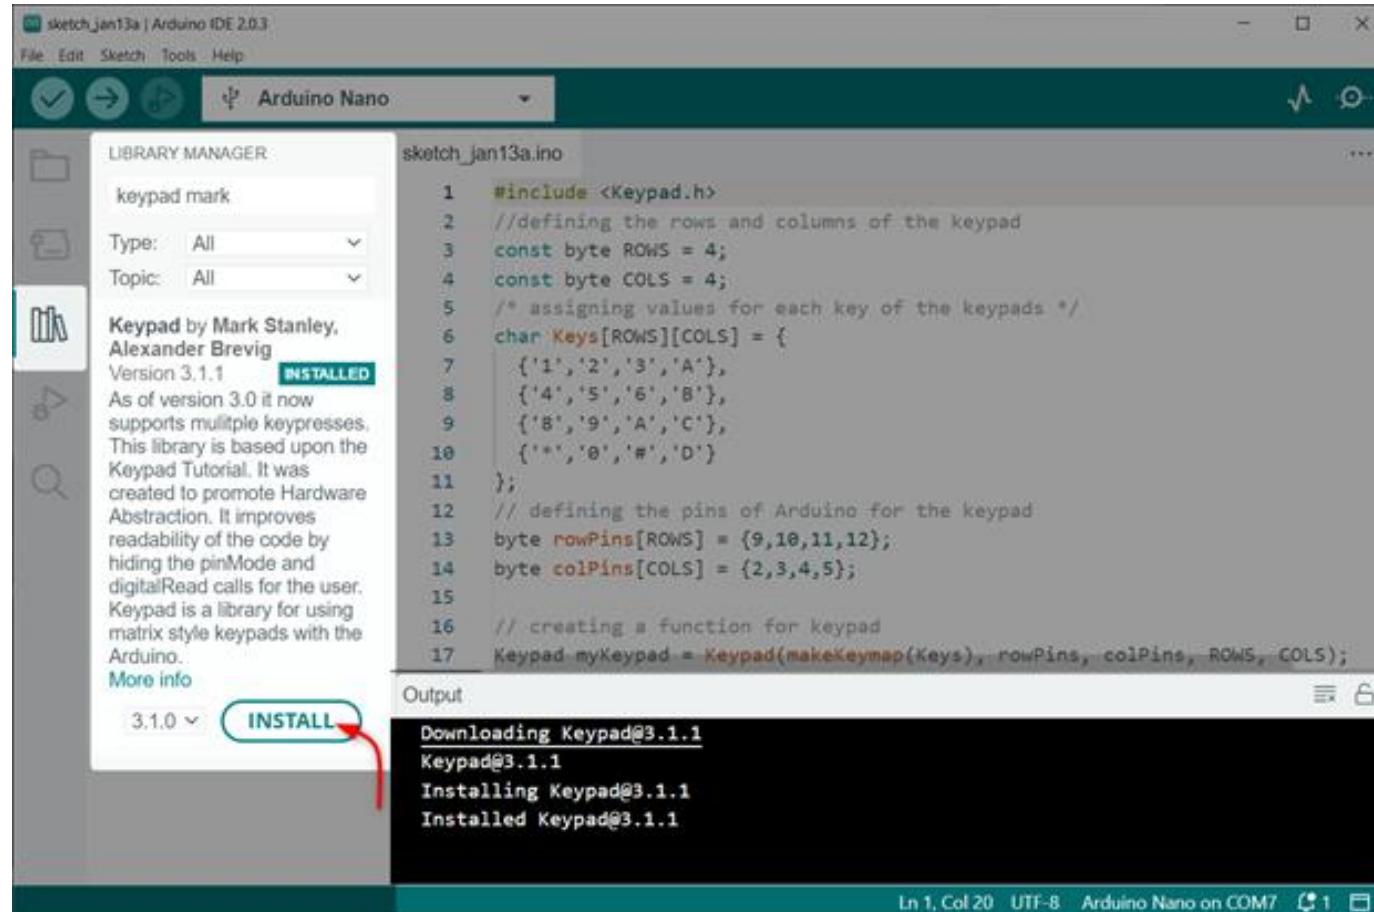 sketch_jan13a | Arduino IDE 2.0.3
File Edit Sketch Tools Help
Arduino Nano
LIBRARY MANAGER
keypad mark
Type: All
Topic: All
Keypad by Mark Stanley,
Alexander Brevig
Version 3.1.1 INSTALLED
As of version 3.0 it now
supports mulitple keypresses.
This library is based upon the
Keypad Tutorial. It was
created to promote Hardware
Abstraction. It improves
readability of the code by
hiding the pinMode and
digitalRead calls for the user.
Keypad is a library for using
matrix style keypads with the
Arduino.
More info
3.1.0 INSTALL
sketch_jan13a.ino
1 #include <Keypad.h>
2 //defining the rows and columns of the keypad
3 const byte ROWS = 4;
4 const byte COLS = 4;
5 /* assigning values for each key of the keypads */
6 char Keys[ROWS][COLS] = {
7 {'1','2','3','A'},
8 {'4','5','6','B'},
9 {'8','9','A','C'},
10 {'*','0','#','D'}
11 };
12 // defining the pins of Arduino for the keypad
13 byte rowPins[ROWS] = {9,10,11,12};
14 byte colPins[COLS] = {2,3,4,5};
15
16 // creating a function for keypad
17 Keypad myKeypad = Keypad(makeKeymap(Keys), rowPins, colPins, ROWS, COLS);
Output
Downloading Keypad@3.1.1
Keypad@3.1.1
Installing Keypad@3.1.1
Installed Keypad@3.1.1
Ln 1, Col 20 UTF-8 Arduino Nano on COM7 1